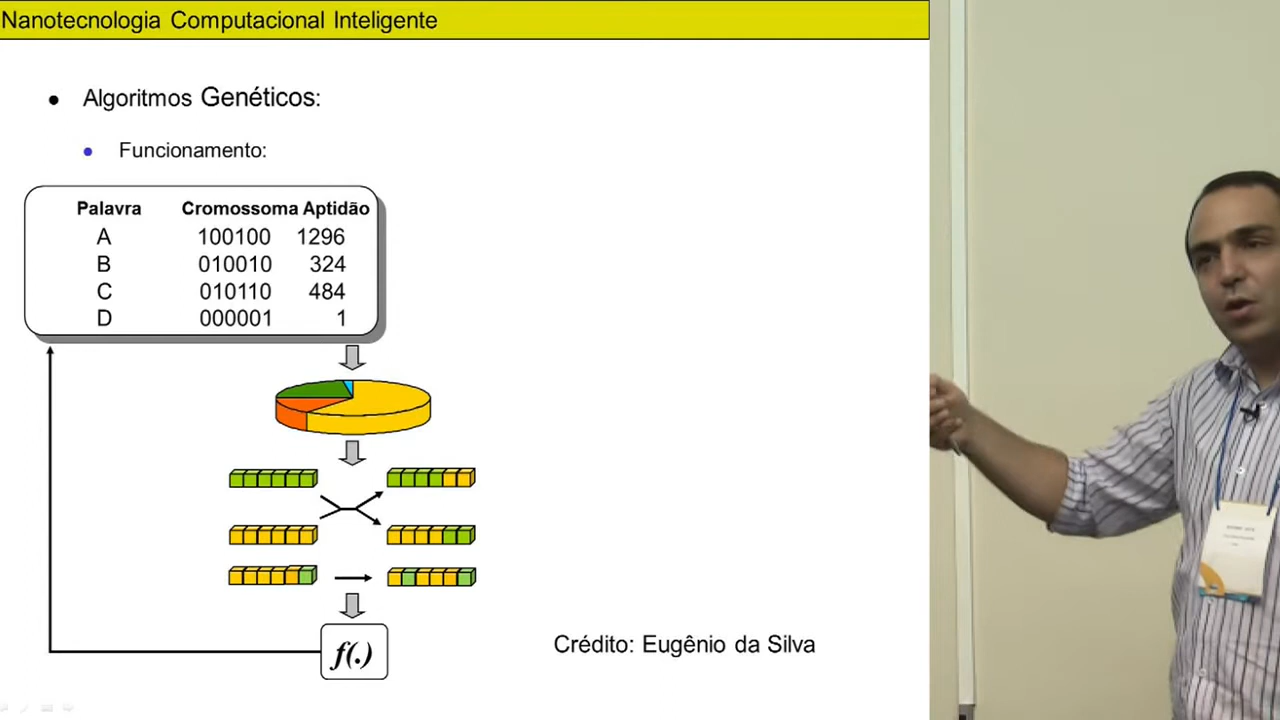 Nanotecnologia Computacional Inteligente
• Algoritmos Genéticos:
• Funcionamento:
Palavra Cromossoma Aptidão
A 100100 1296
B 010010 324
C 010110 484
D 000001 1
f(.)
Crédito: Eugênio da Silva